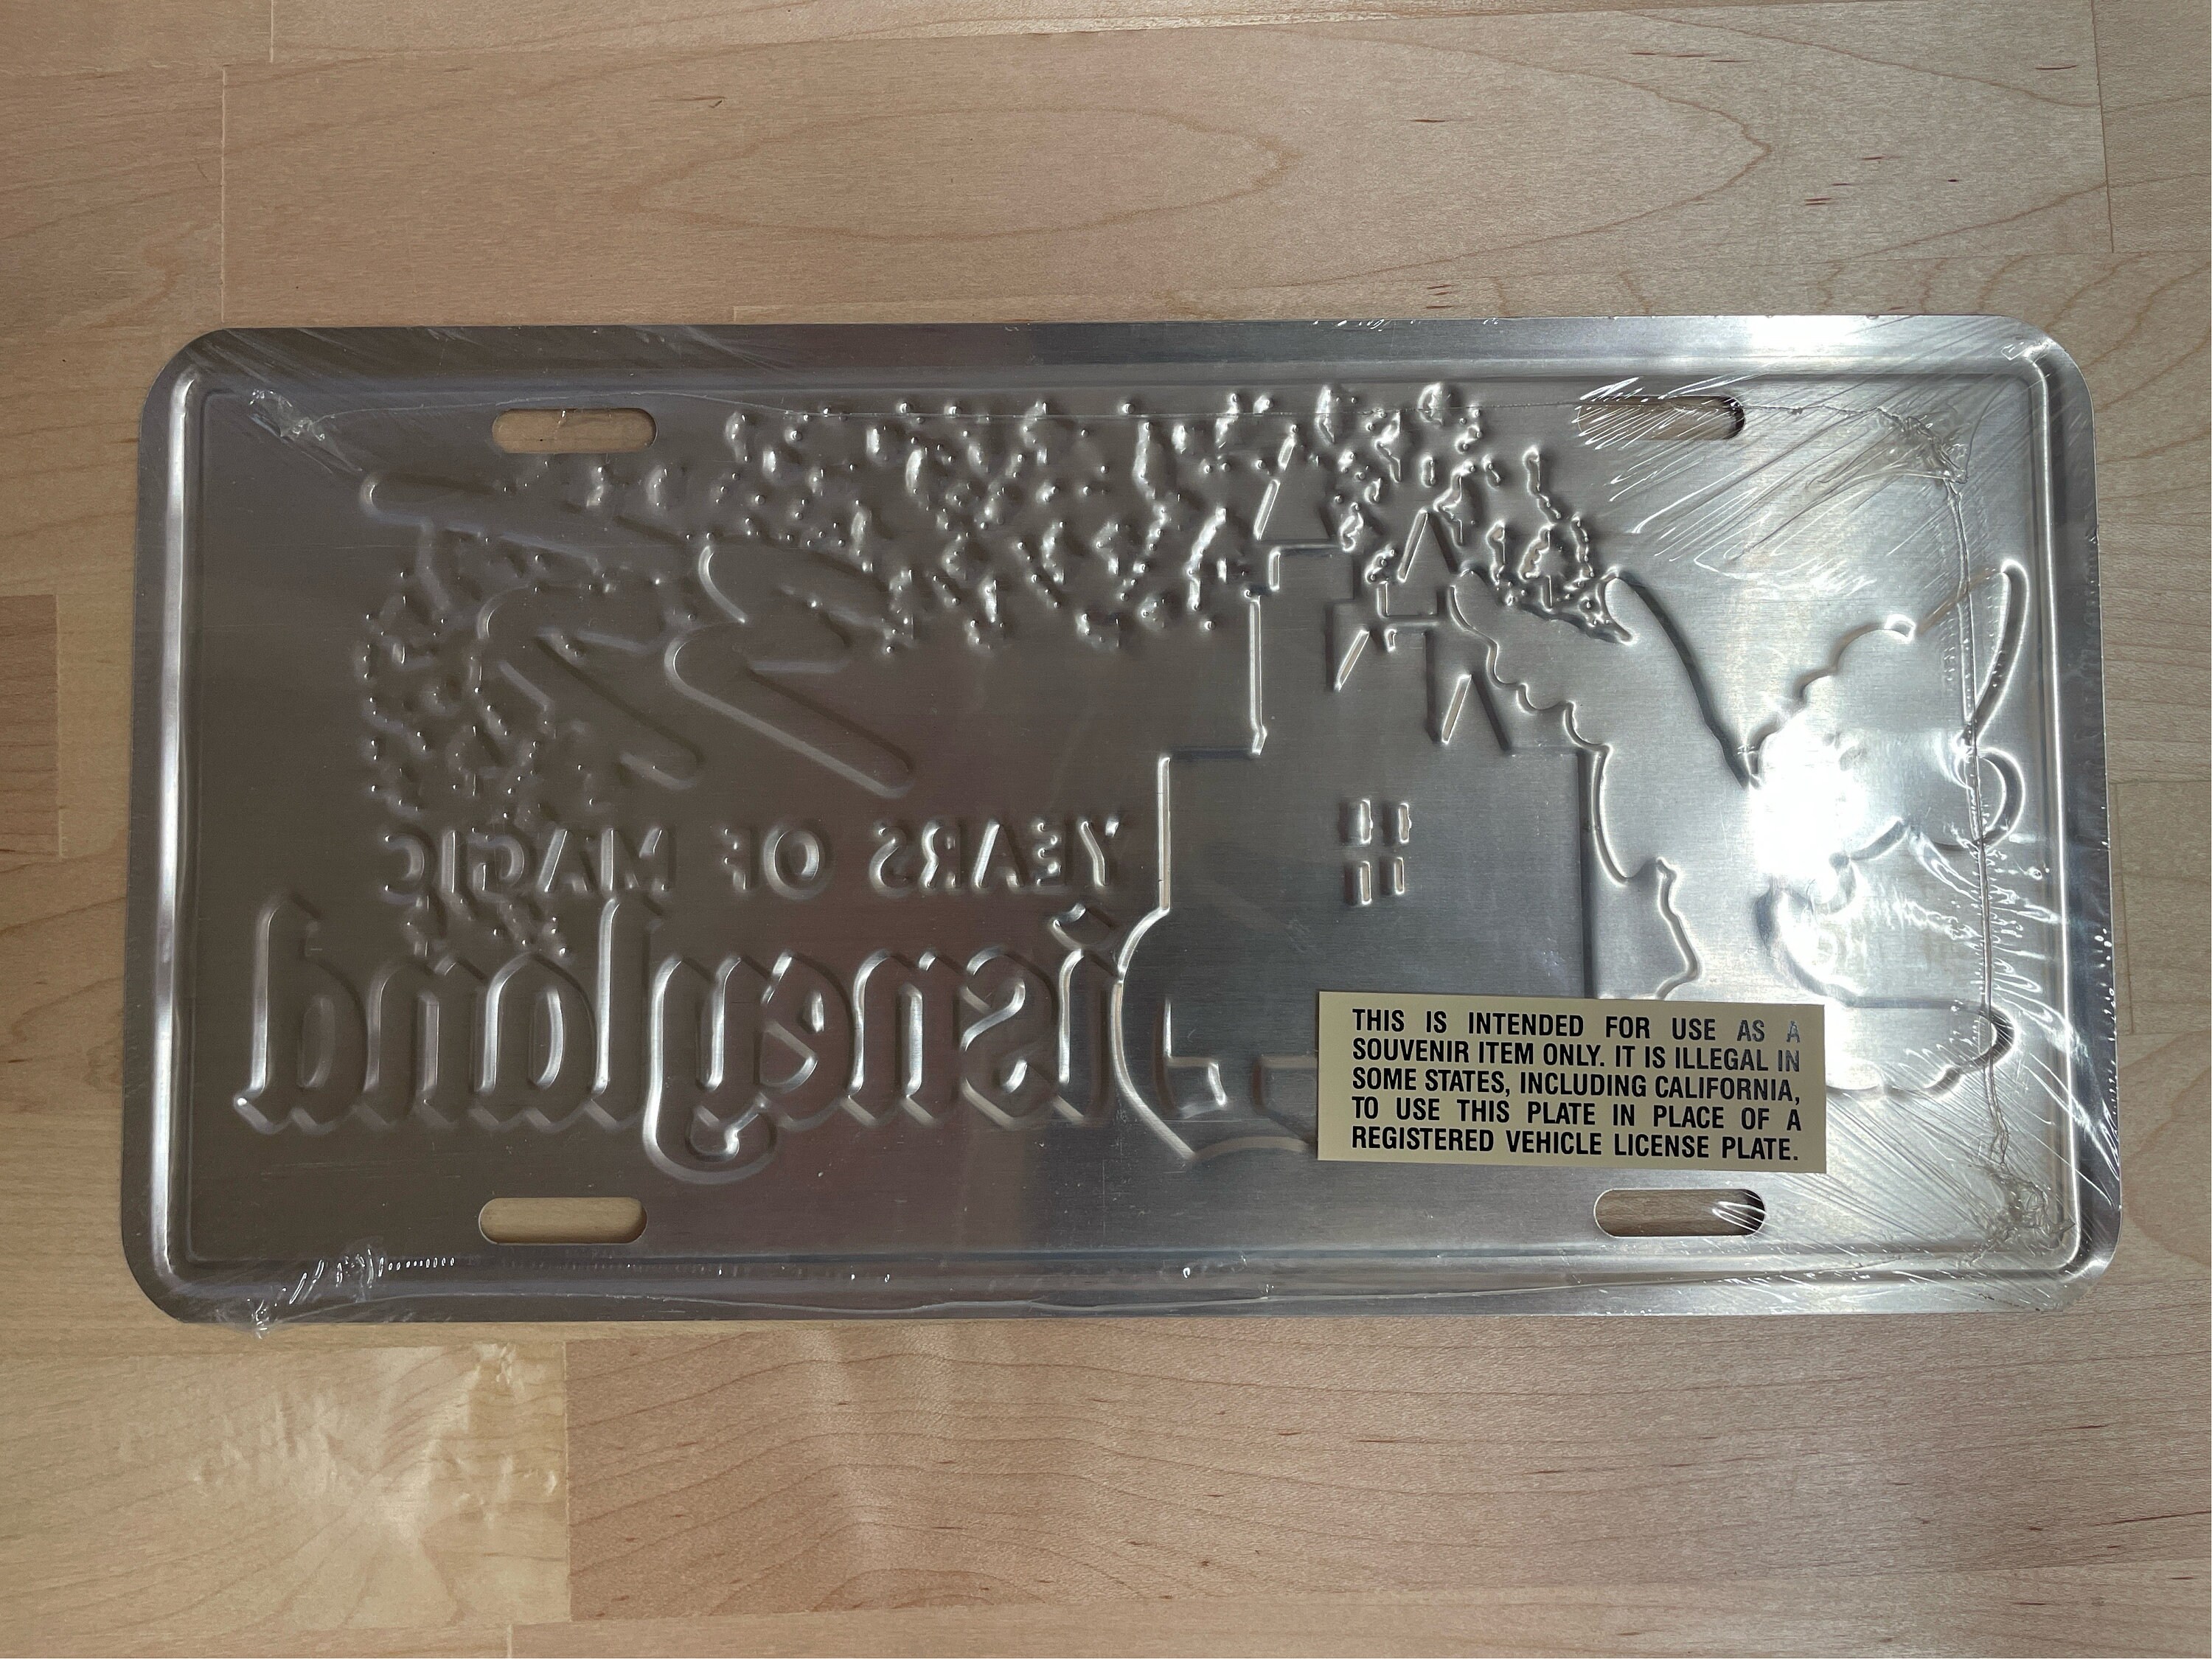 35
YEARS OF MAGIC
Disneyland
THIS IS INTENDED FOR USE AS A
SOUVENIR ITEM ONLY. IT IS ILLEGAL IN
SOME STATES, INCLUDING CALIFORNIA,
TO USE THIS PLATE IN PLACE OF A
REGISTERED VEHICLE LICENSE PLATE.